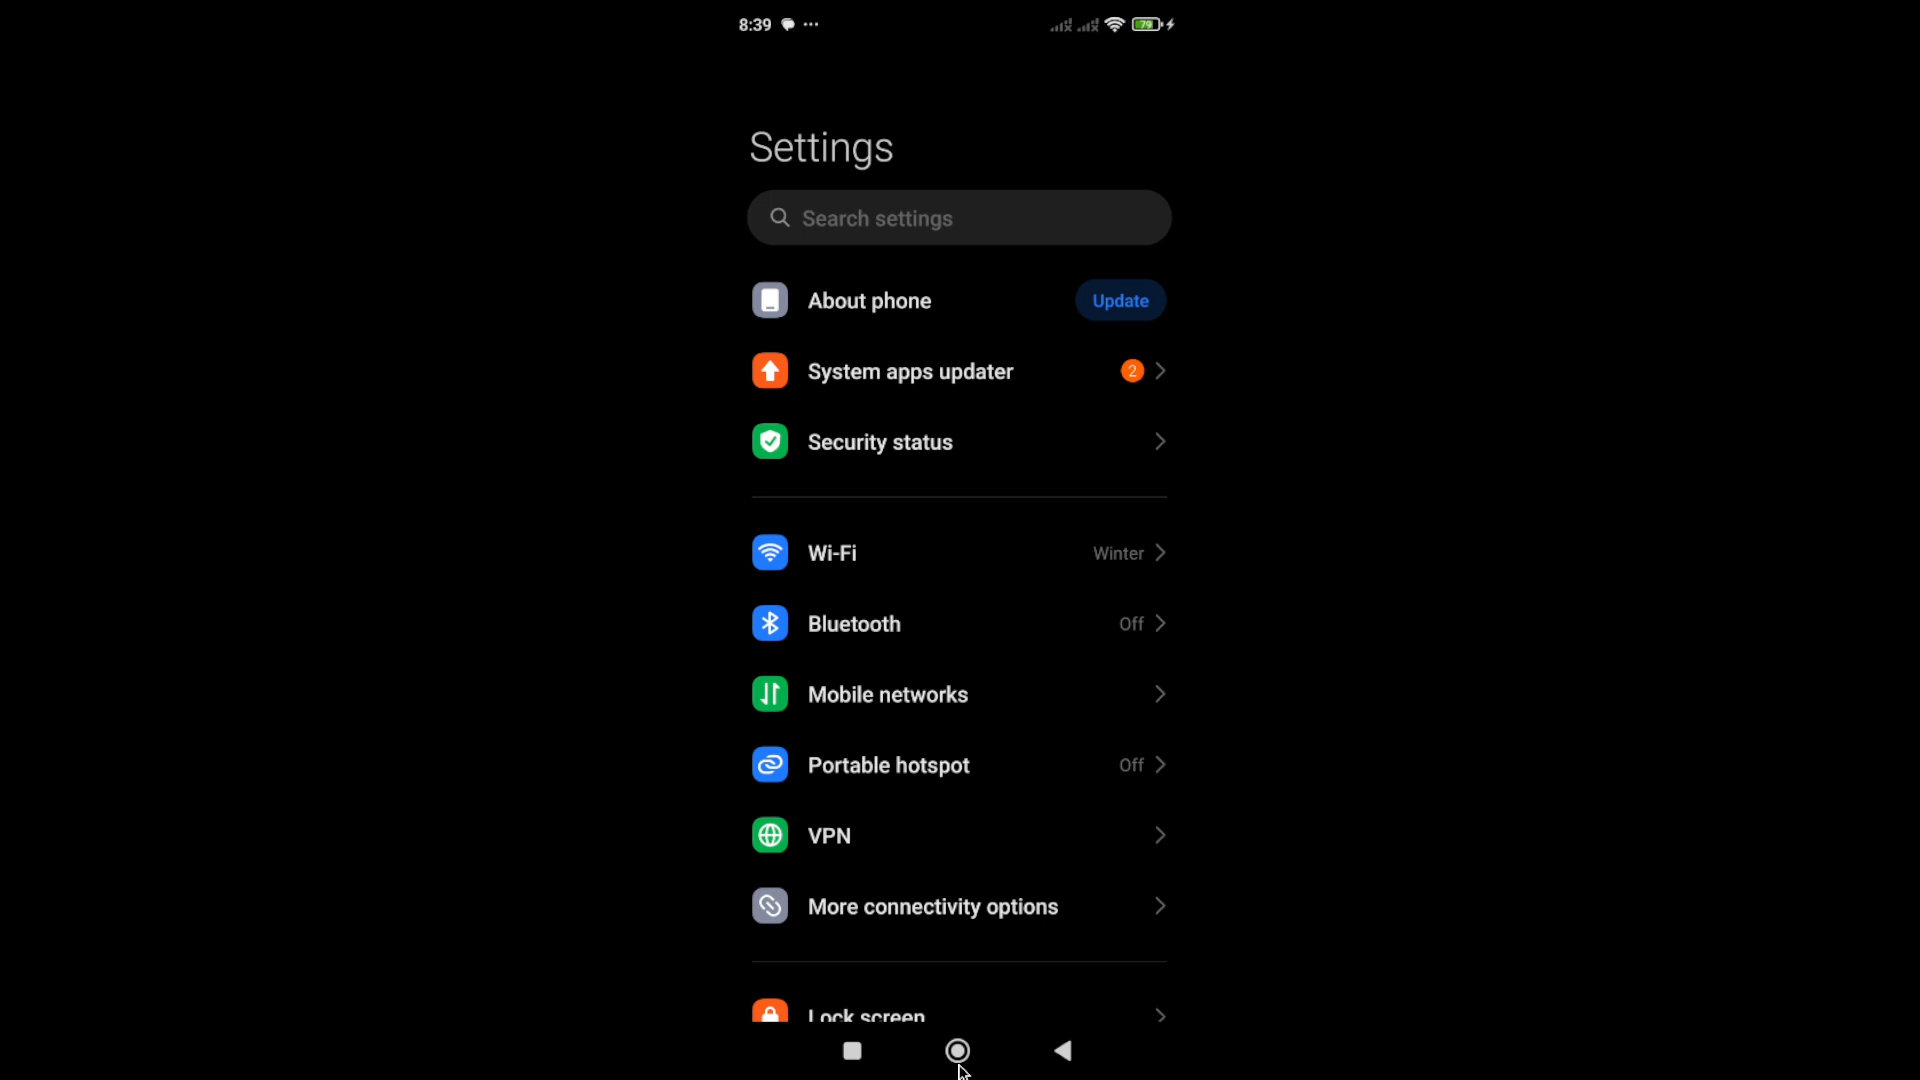 8:39
79
Settings
Search settings
About phone
Update
System apps updater
2
Security status
Wi-Fi
Winter
Bluetooth
Off
Mobile networks
Portable hotspot
Off
VPN
More connectivity options
Lock screen